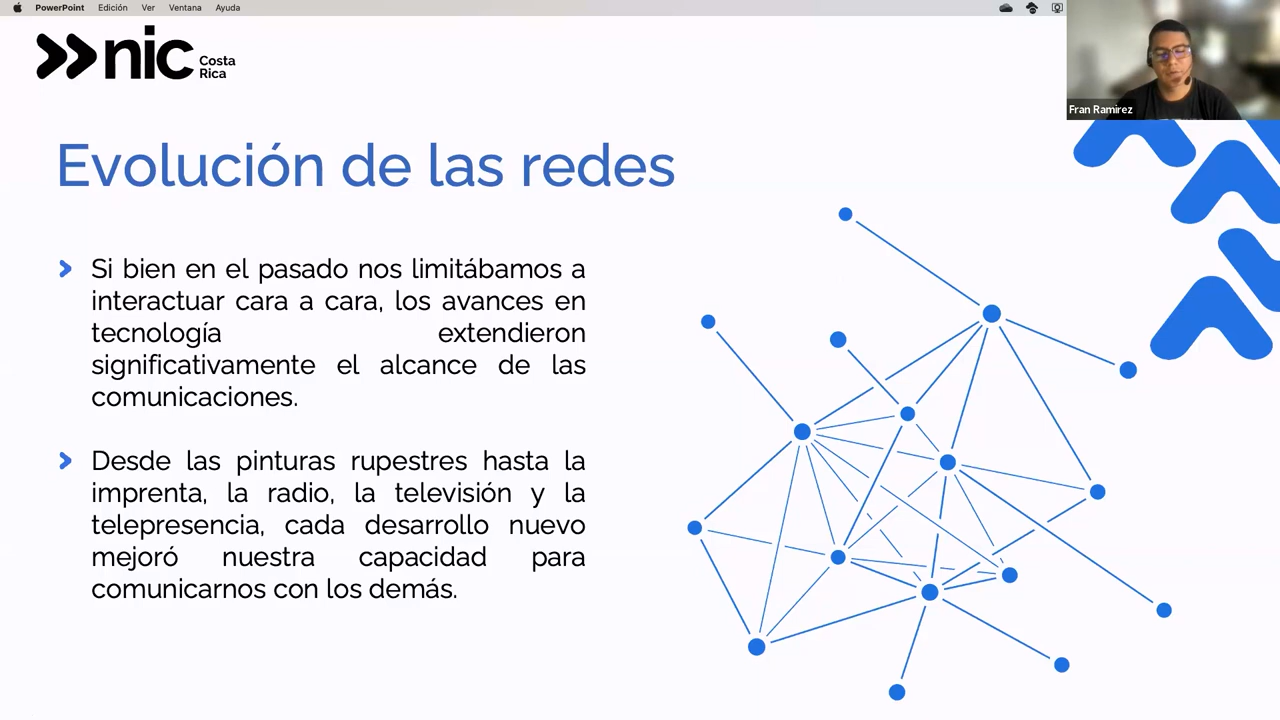 PowerPoint Edición Ver Ventana Ayuda
nic Costa
Rica
Fran Ramirez
Evolución de las redes
Si bien en el pasado nos limitábamos a
interactuar cara a cara, los avances en
tecnología extendieron
significativamente el alcance de las
comunicaciones.
Desde las pinturas rupestres hasta la
imprenta, la radio, la televisión y la
telepresencia, cada desarrollo nuevo
mejoró nuestra capacidad para
comunicarnos con los demás.